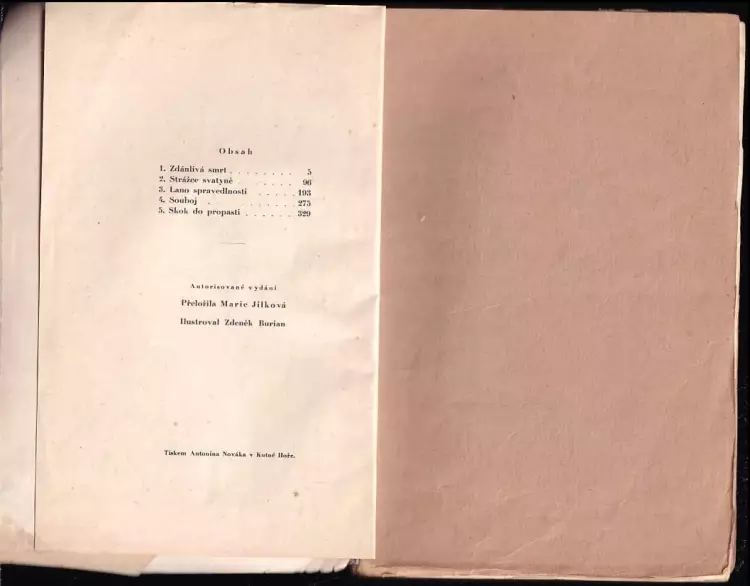 Obsah
1. Zdánlivá smrt . . . . . . . . 5
2. Strážce svatyně . . . . . . 96
3. Lano spravedlnosti . . . . . 193
4. Souboj . . . . . . . 275
5. Skok do propasti . . . . . . 329
Autorisované vydání
Přeložila Marie Jílková
Ilustroval Zdeněk Burian
Tiskem Antonína Nováka v Kutné Hoře.